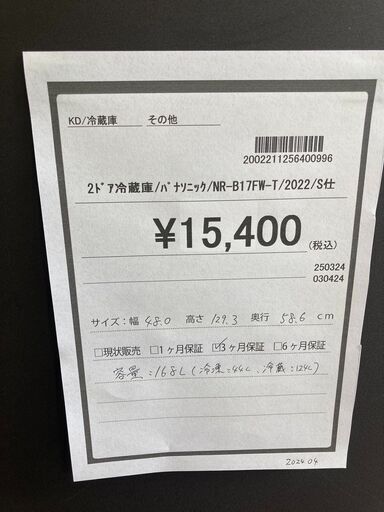 KD/冷蔵庫 その他
2002211256400996
2ﾄﾞｱ冷蔵庫/ﾊﾟﾅｿﾆｯｸ/NR-B17FW-T/2022/S仕
¥15,400(税込)
250324
030424
サイズ:幅 48.0 高さ 129.3 奥行 58.6 cm
□現状販売 □1ヶ月保証 ☑3ヶ月保証 □6ヶ月保証
容量:168L(冷凍:44L、冷蔵:124L)
2024.04